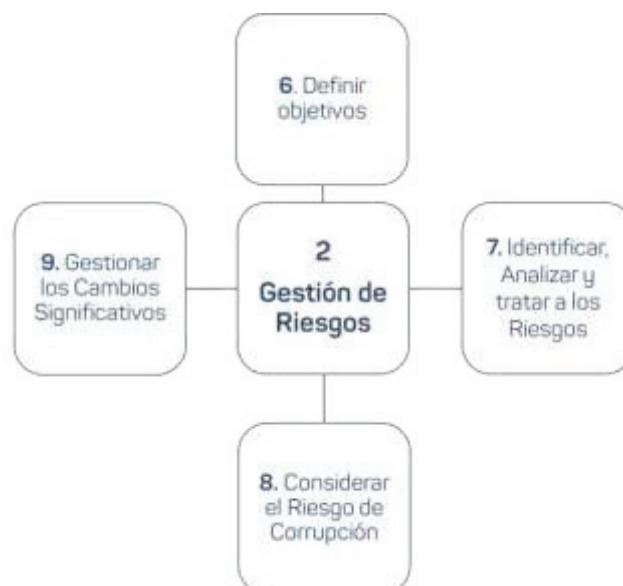 6. Definir
objetivos
9. Gestionar
los Cambios
Significativos
2
Gestión de
Riesgos
7. Identificar,
Analizar y
tratar a los
Riesgos
8. Considerar
el Riesgo de
Corrupción